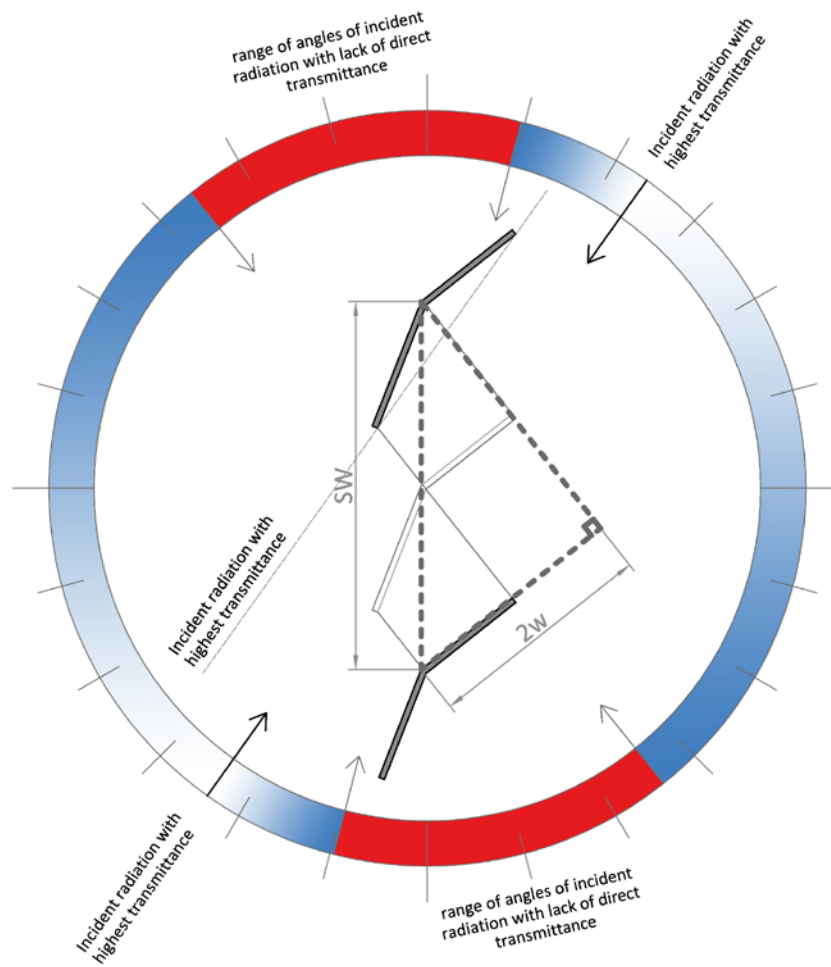 range of angles of incident
radiation with lack of direct
transmittance
Incident radiation with
highest transmittance
SW
Incident radiation with
highest transmittance
2w
Incident radiation with
highest transmittance
range of angles of incident
radiation with lack of direct
transmittance